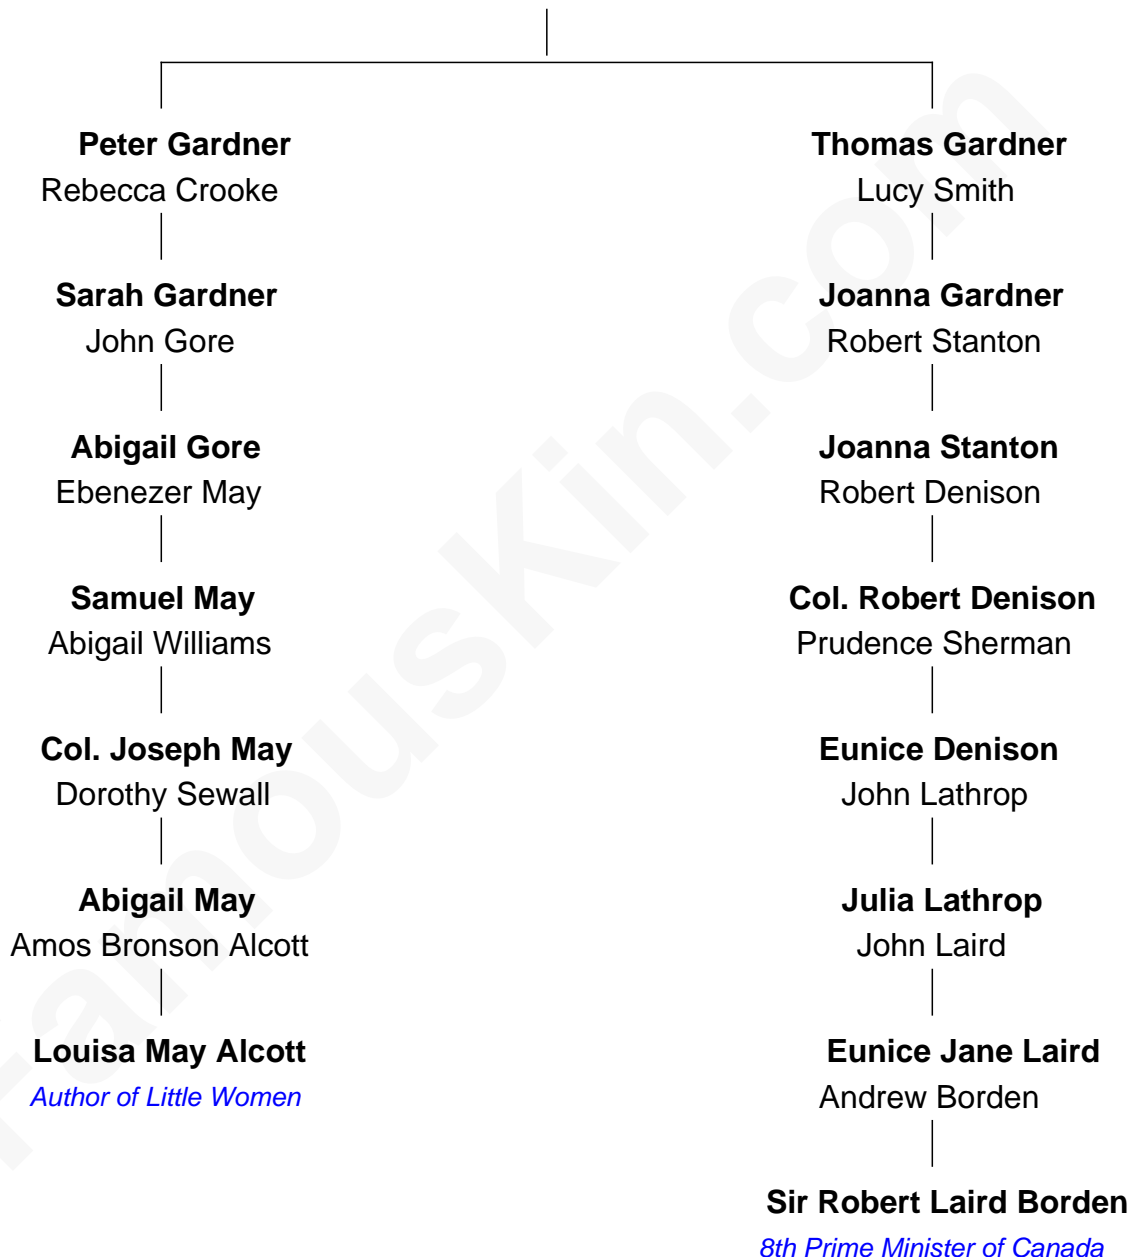 Peter Gardner
Rebecca Crooke
Thomas Gardner
Lucy Smith
Sarah Gardner
John Gore
Joanna Gardner
Robert Stanton
Abigail Gore
Ebenezer May
Joanna Stanton
Robert Denison
Samuel May
Abigail Williams
Col. Robert Denison
Prudence Sherman
Col. Joseph May
Dorothy Sewall
Eunice Denison
John Lathrop
Abigail May
Amos Bronson Alcott
Julia Lathrop
John Laird
Louisa May Alcott
Author of Little Women
Eunice Jane Laird
Andrew Borden
Sir Robert Laird Borden
8th Prime Minister of Canada
FamousKin.com